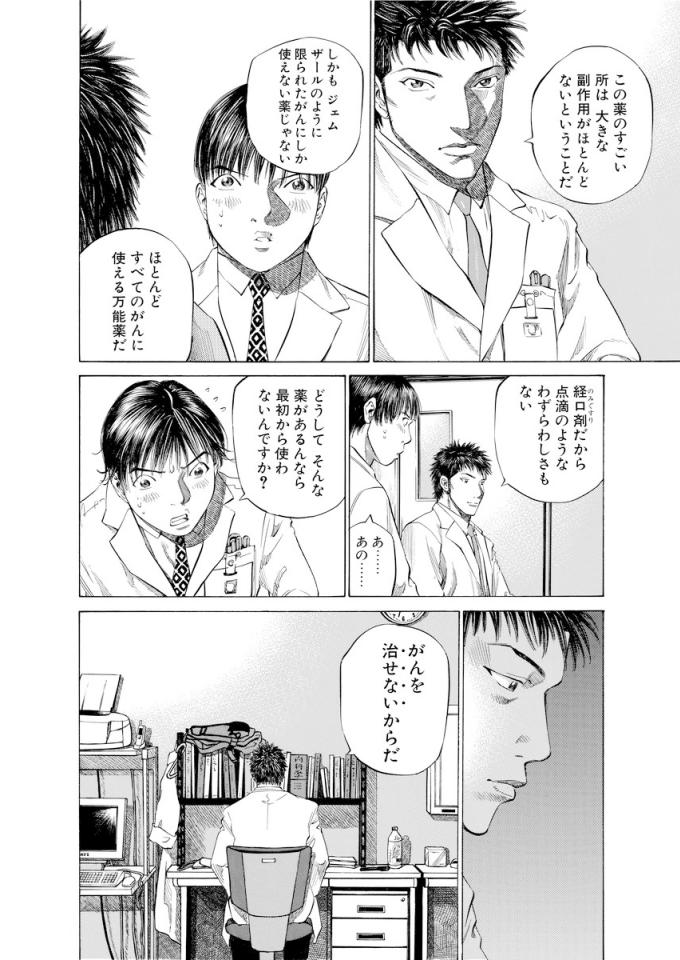 この薬のすごい
所は 大きな
副作用がほとんど
ないということだ
しかも ジェム
ザールのように
限られたがんにしか
使えない薬じゃない
ほとんど
すべてのがんに
使える万能薬だ
経口剤だから
のみぐすり
点滴のような
わずらわしさも
ない
あ……
あの……
どうして そんな
薬があるんなら
最初から使わ
ないんですか?
がんを
治せないからだ
内科学